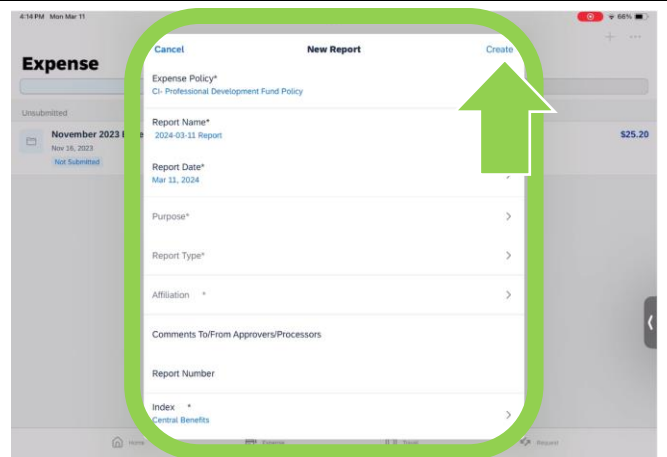 4:14 PM Mon Mar 11
66%
Cancel
New Report
Create
Expense
Expense Policy*
CI- Professional Development Fund Policy
Unsubmitted
Report Name*
2024-03-11 Report
November 2023
$25.20
Nov 16, 2023
Not Submitted
Report Date*
Mar 11, 2024
Purpose*
Report Type*
Affiliation *
Comments To/From Approvers/Processors
Report Number
Index *
Central Benefits
Home
Expense
Travel
Request